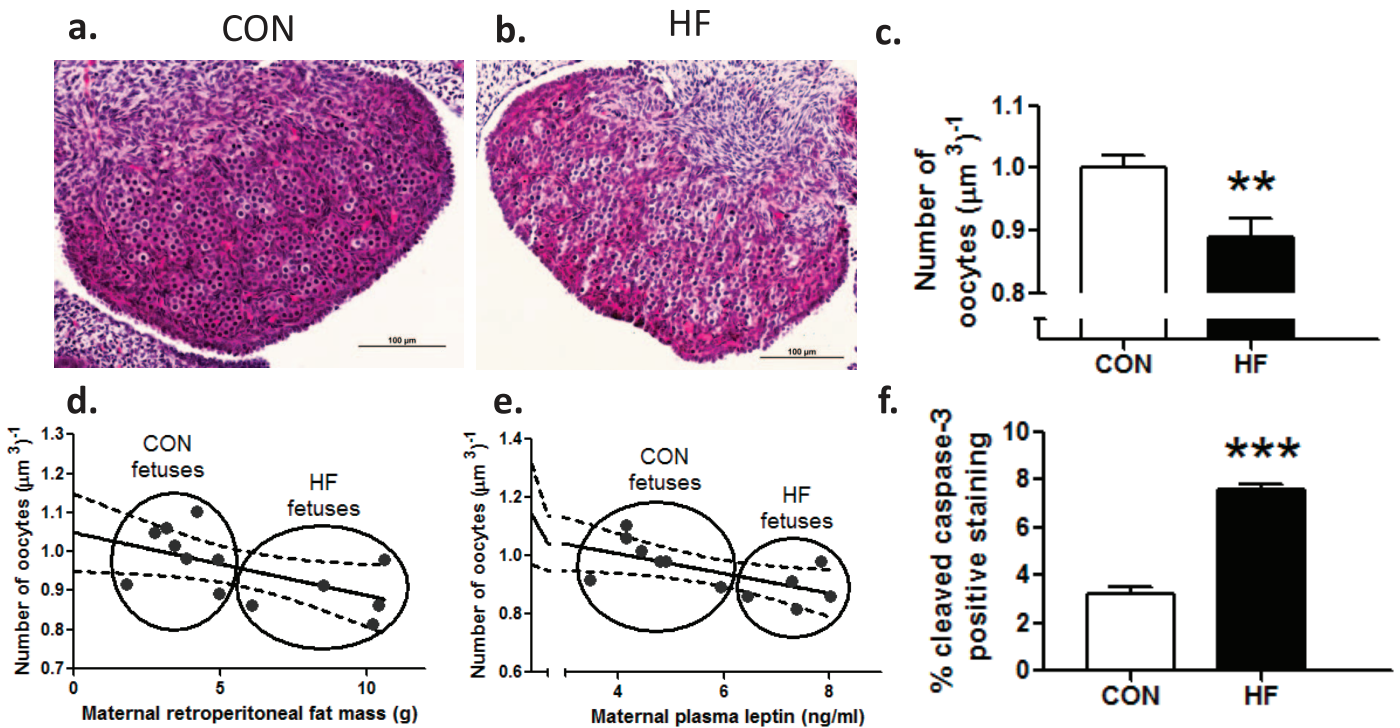 a.
CON
b.
HF
c.
100 µm
100 µm
Number of
oocytes (µm ³)⁻¹
1.1
1.0
0.9
0.8
**
CON
HF
d.
Number of oocytes (µm ³)⁻¹
1.3
1.2
1.1
1.0
0.9
0.8
0.7
0
5
10
CON
fetuses
HF
fetuses
Maternal retroperitoneal fat mass (g)
e.
Number of oocytes (µm ³)⁻¹
1.4
1.2
1.0
0.8
0.6
4
6
8
CON
fetuses
HF
fetuses
Maternal plasma leptin (ng/ml)
f.
% cleaved caspase-3
positive staining
10
8
6
4
2
0
***
CON
HF